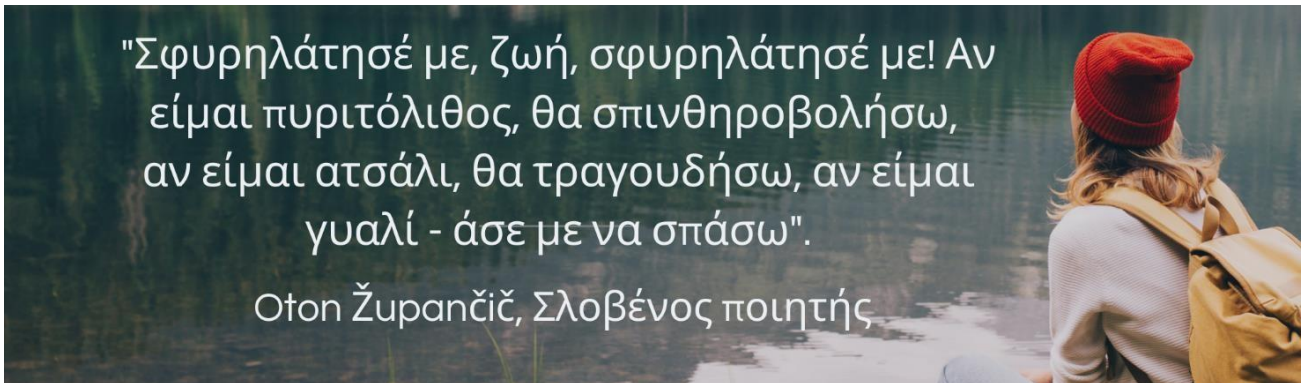 "Σφυρηλάτησέ με, ζωή, σφυρηλάτησέ με! Αν
είμαι πυριτόλιθος, θα σπινθηροβολήσω,
αν είμαι ατσάλι, θα τραγουδήσω, αν είμαι
γυαλί - άσε με να σπάσω".
Oton Župančič, Σλοβένος ποιητής